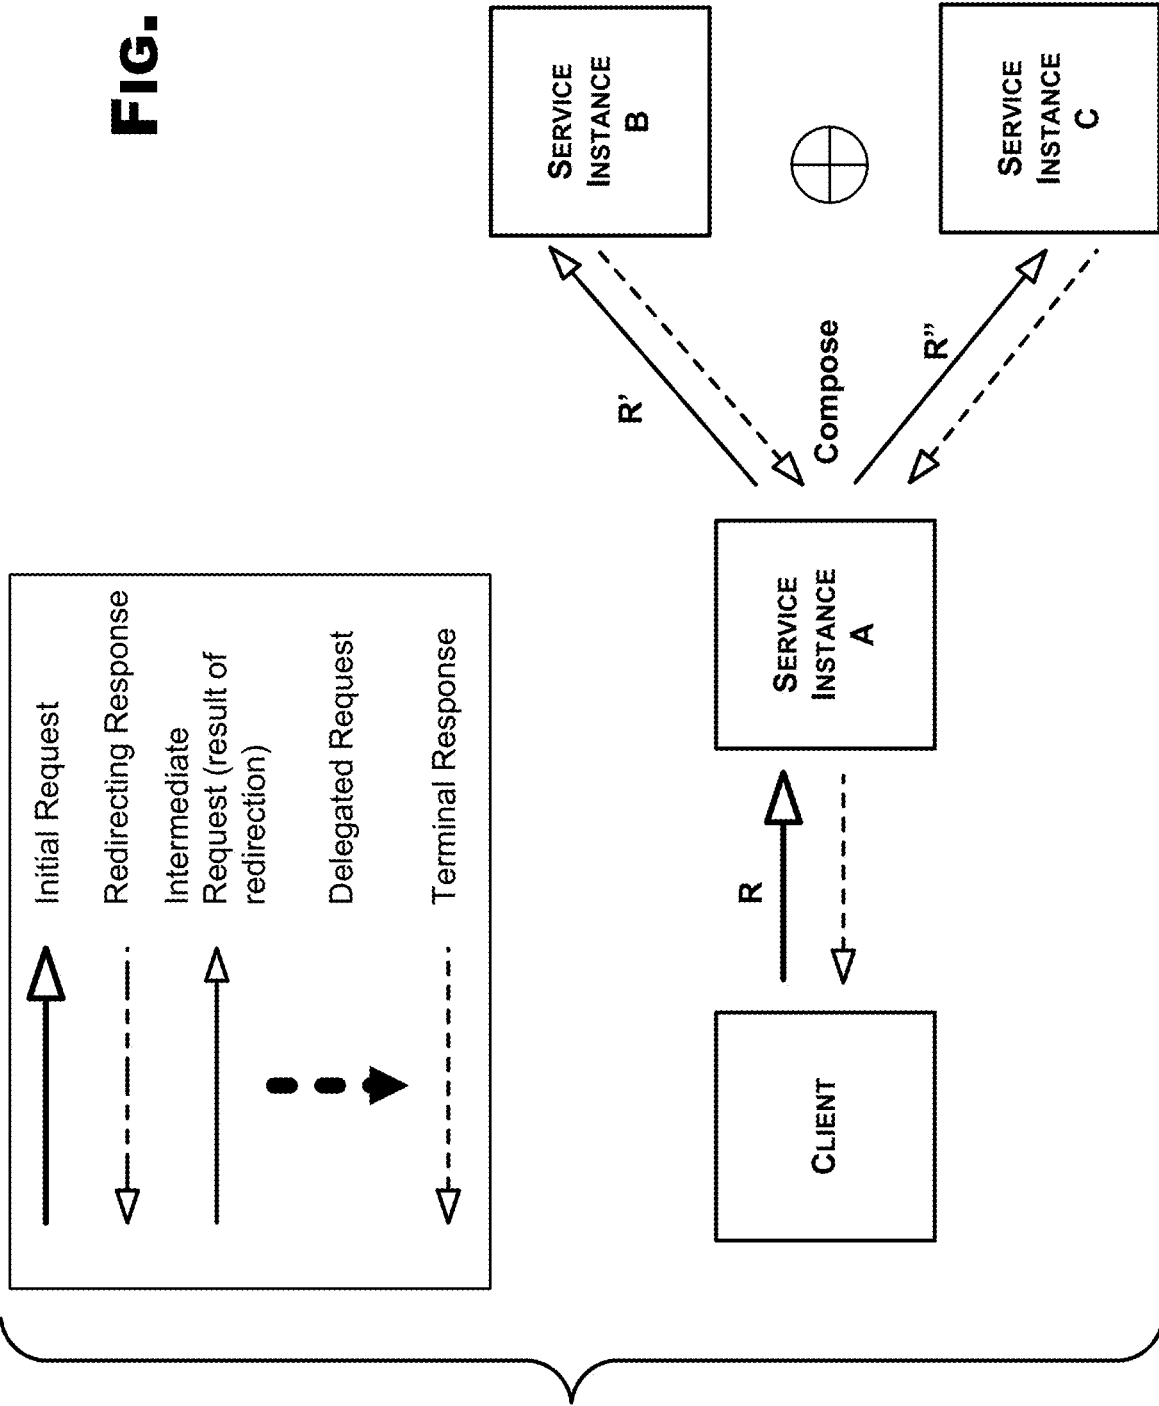 FIG.
Initial Request
Redirecting Response
Intermediate
Request (result of
redirection)
Delegated Request
Terminal Response
CLIENT
R
SERVICE
INSTANCE
A
R'
Compose
R"
SERVICE
INSTANCE
B
SERVICE
INSTANCE
C